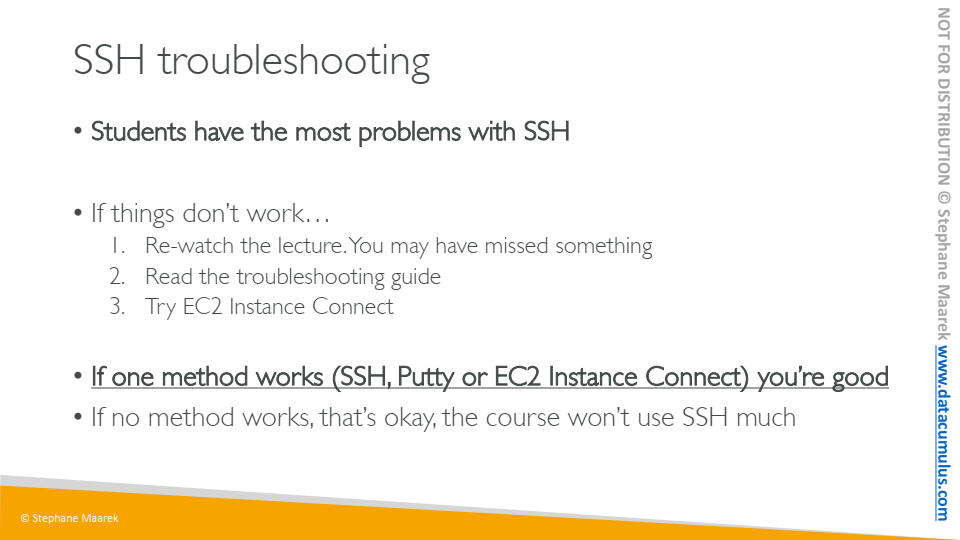 SSH troubleshooting
• Students have the most problems with SSH
• If things don’t work…
1. Re-watch the lecture. You may have missed something
2. Read the troubleshooting guide
3. Try EC2 Instance Connect
• If one method works (SSH, Putty or EC2 Instance Connect) you’re good
• If no method works, that’s okay, the course won’t use SSH much
© Stephane Maarek
NOT FOR DISTRIBUTION © Stephane Maarek www.datacumulus.com